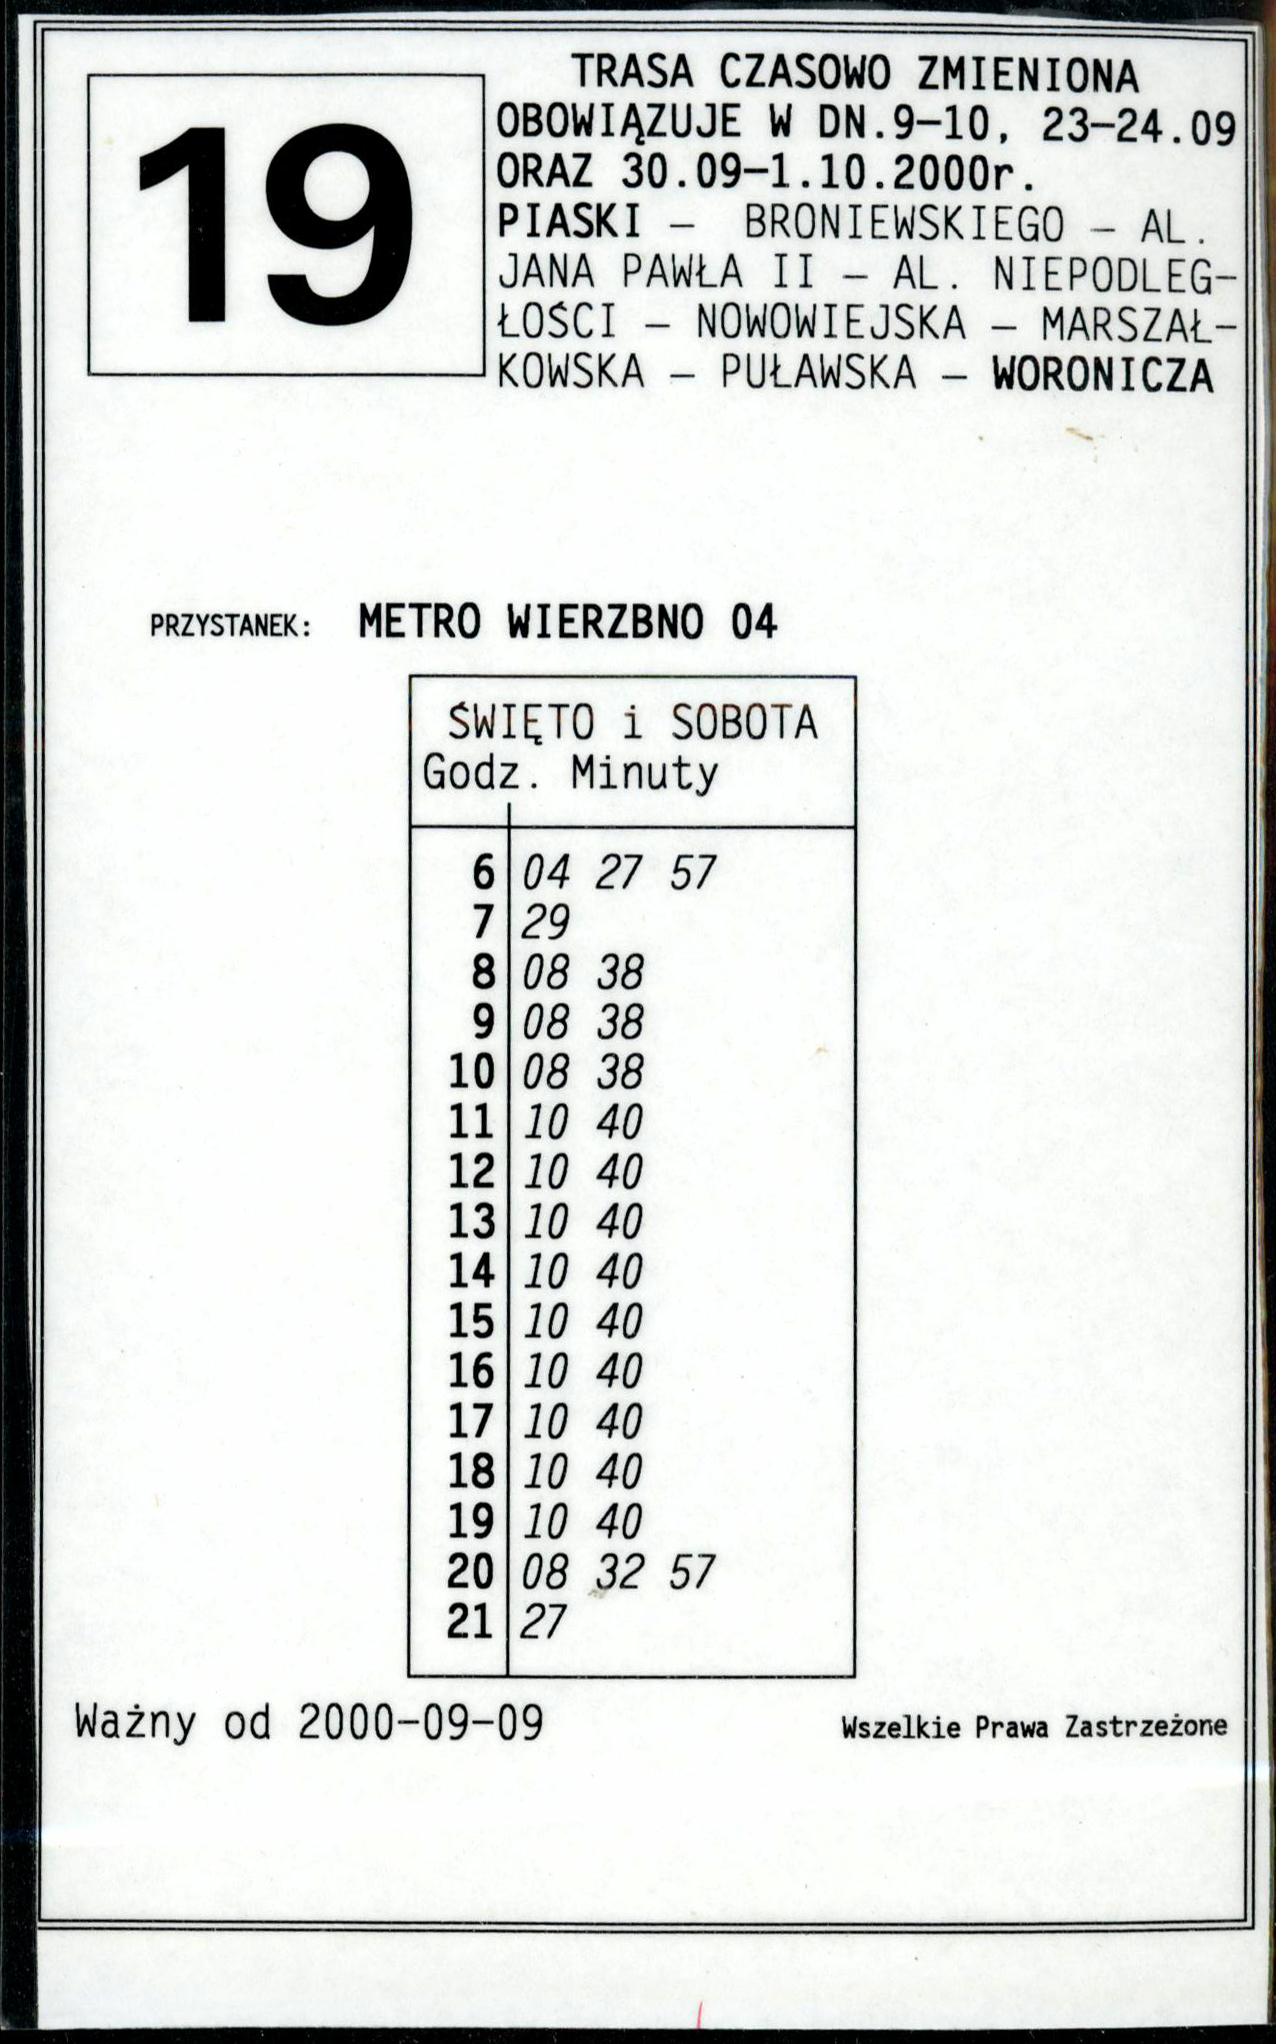 19
TRASA CZASOWO ZMIENIONA
OBOWIĄZUJE W DN.9–10, 23–24.09
ORAZ 30.09–1.10.2000r.
PIASKI – BRONIEWSKIEGO – AL.
JANA PAWŁA II – AL. NIEPODLEG–
ŁOŚCI – NOWOWIEJSKA – MARSZAŁ–
KOWSKA – PUŁAWSKA – WORONICZA
PRZYSTANEK: METRO WIERZBNO 04
ŚWIĘTO i SOBOTA
Godz. Minuty
6 04 27 57
7 29
8 08 38
9 08 38
10 08 38
11 10 40
12 10 40
13 10 40
14 10 40
15 10 40
16 10 40
17 10 40
18 10 40
19 10 40
20 08 32 57
21 27
Ważny od 2000–09–09
Wszelkie Prawa Zastrzeżone